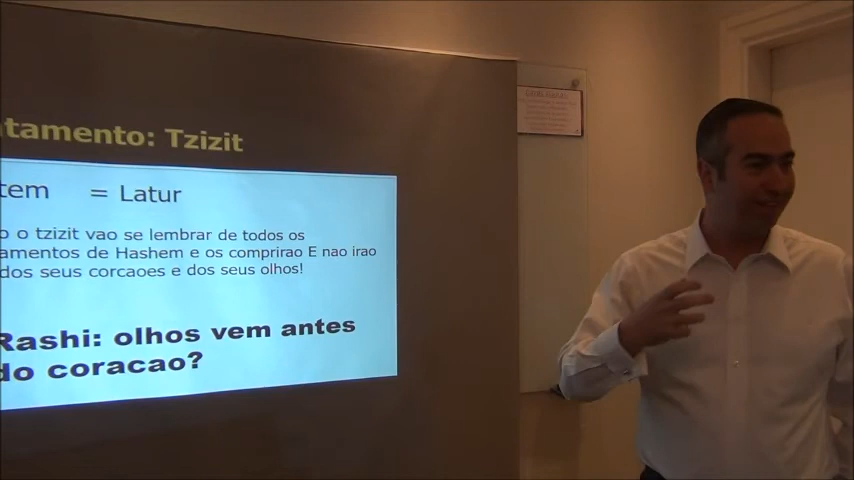 tamento: Tzizit
tem = Latur
o o tzizit vao se lembrar de todos os
amentos de Hashem e os comprirao E nao irao
dos seus corcaoes e dos seus olhos!
Rashi: olhos vem antes
do coracao?